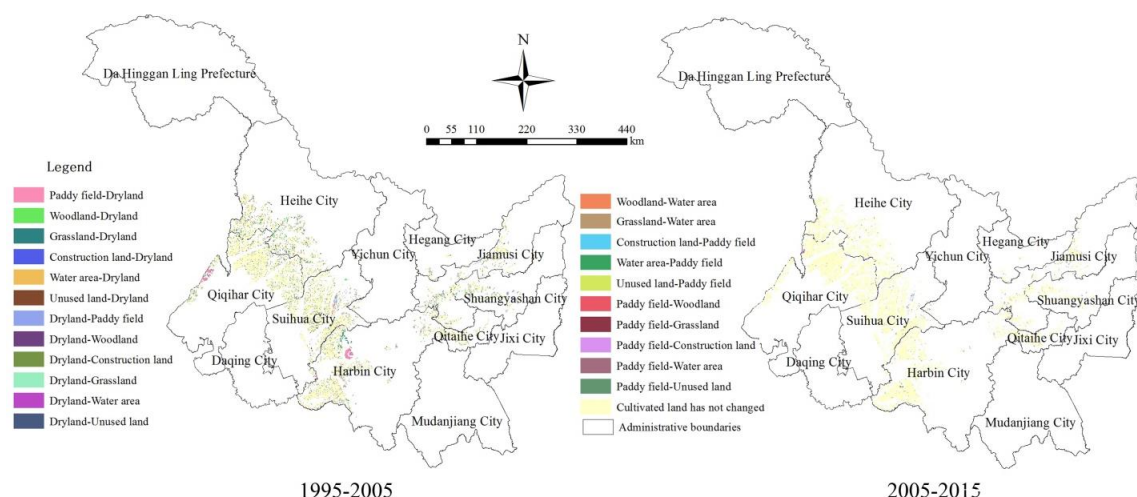 Da Hinggan Ling Prefecture
Heihe City
Yichun City
Hegang City
Jiamusi City
Shuangyashan City
Qiqihar City
Suihua City
Qitaihe City
Jixi City
Daqing City
Harbin City
Mudanjiang City
1995-2005
N
0 55 110 220 330 440
km
Legend
Paddy field-Dryland
Woodland-Dryland
Grassland-Dryland
Construction land-Dryland
Water area-Dryland
Unused land-Dryland
Dryland-Paddy field
Dryland-Woodland
Dryland-Construction land
Dryland-Grassland
Dryland-Water area
Dryland-Unused land
Woodland-Water area
Grassland-Water area
Construction land-Paddy field
Water area-Paddy field
Unused land-Paddy field
Paddy field-Woodland
Paddy field-Grassland
Paddy field-Construction land
Paddy field-Water area
Paddy field-Unused land
Cultivated land has not changed
Administrative boundaries
Da Hinggan Ling Prefecture
Heihe City
Yichun City
Hegang City
Jiamusi City
Shuangyashan City
Qiqihar City
Suihua City
Qitaihe City
Jixi City
Daqing City
Harbin City
Mudanjiang City
2005-2015